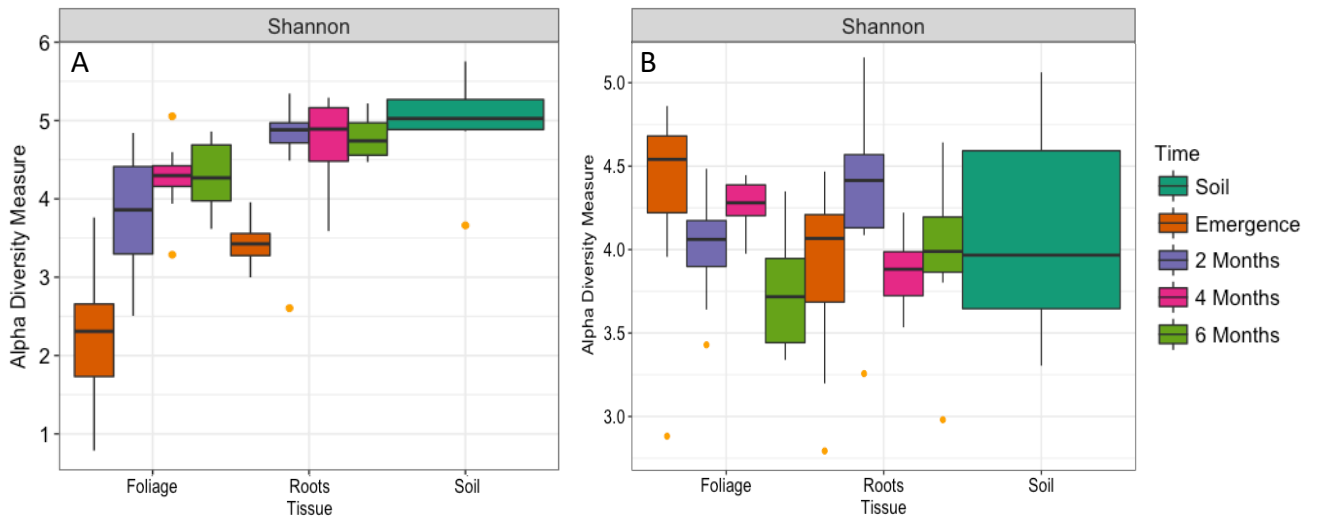 Shannon
A
6
5
4
3
2
1
Alpha Diversity Measure
Foliage
Roots
Soil
Tissue
Shannon
B
5.0
4.5
4.0
3.5
3.0
Alpha Diversity Measure
Foliage
Roots
Soil
Tissue
Time
Soil
Emergence
2 Months
4 Months
6 Months